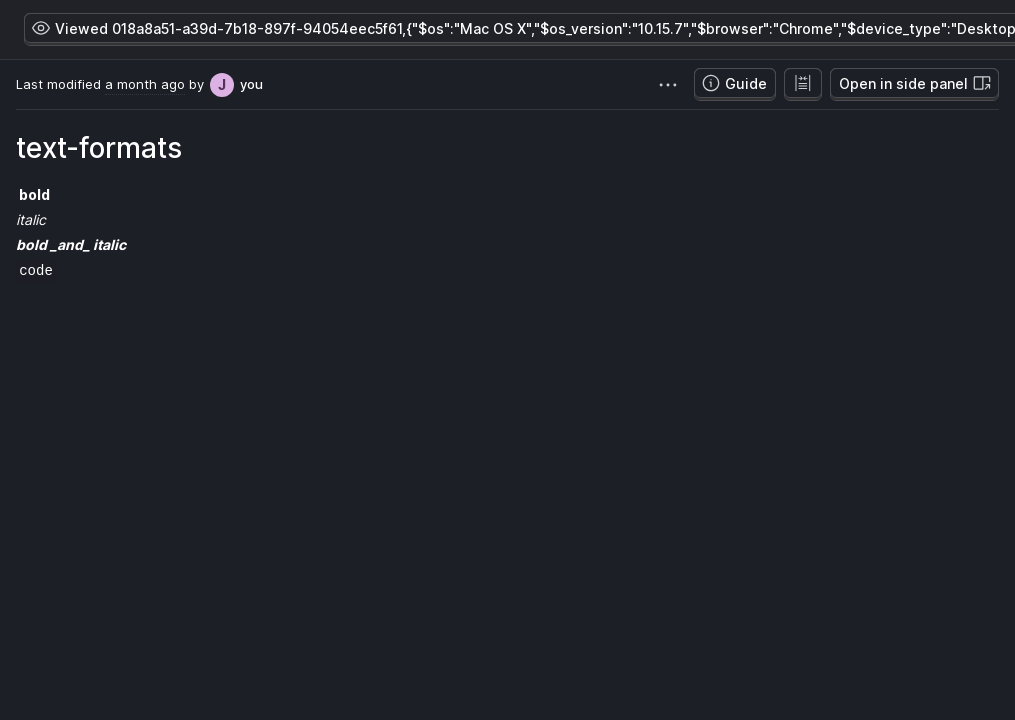 Viewed 018a8a51-a39d-7b18-897f-94054eec5f61,{"$os":"Mac OS X","$os_version":"10.15.7","$browser":"Chrome","$device_type":"Desktop
Last modified a month ago by J you
Guide
Open in side panel
text-formats
bold
italic
bold _and_ italic
code